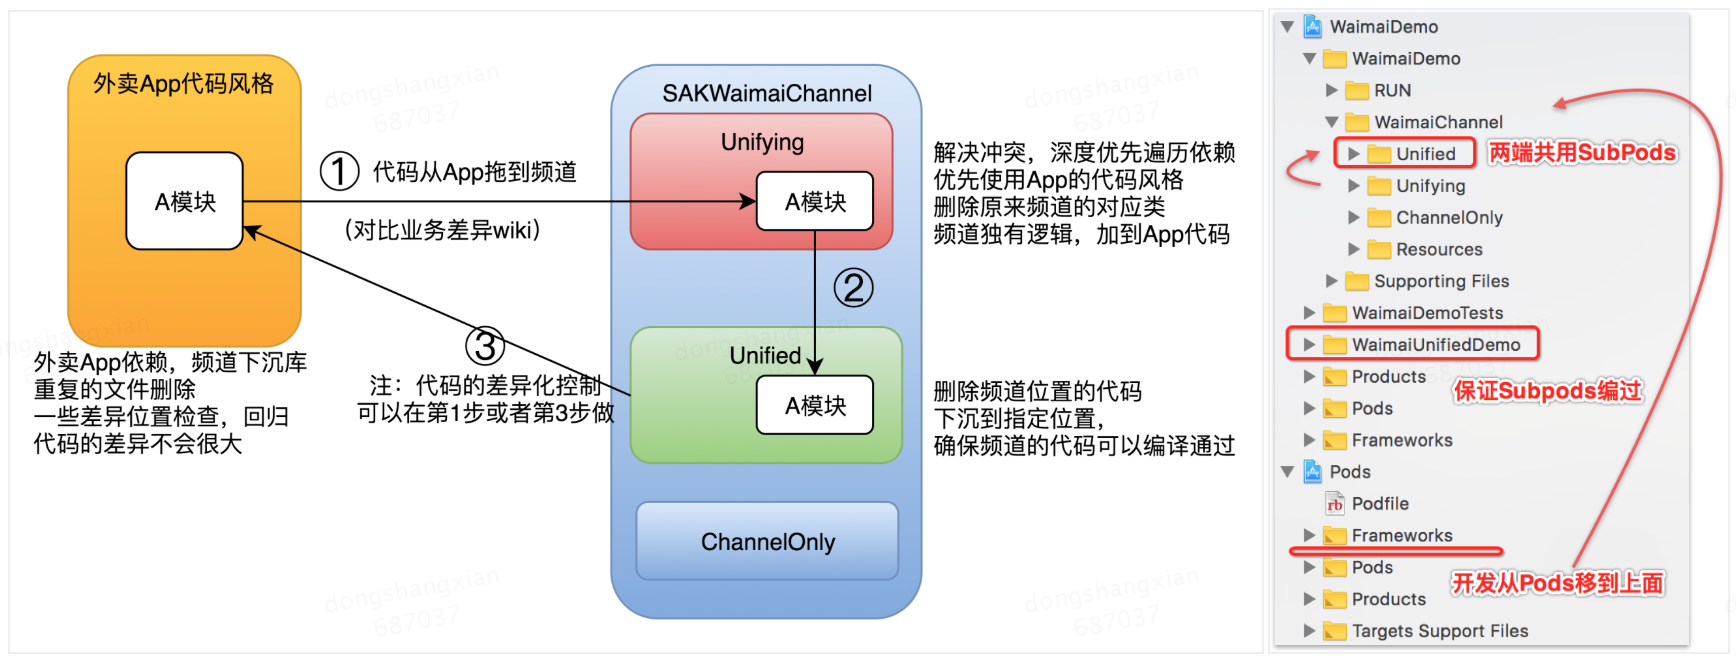 外卖App代码风格
A模块
① 代码从App拖到频道
（对比业务差异wiki）
SAKWaimaiChannel
Unifying
A模块
解决冲突，深度优先遍历依赖
优先使用App的代码风格
删除原来频道的对应类
频道独有逻辑，加到App代码
②
③
注：代码的差异化控制
可以在第1步或者第3步做
外卖App依赖，频道下沉库
重复的文件删除
一些差异位置检查，回归
代码的差异不会很大
Unified
A模块
删除频道位置的代码
下沉到指定位置，
确保频道的代码可以编译通过
ChannelOnly
dongshangxian
687037
dongshangxian
687037
dongshangxian
687037
dongshangxian
687037
WaimaiDemo
WaimaiDemo
RUN
WaimaiChannel
Unified 两端共用SubPods
Unifying
ChannelOnly
Resources
Supporting Files
WaimaiDemoTests
WaimaiUnifiedDemo
Products
保证Subpods编过
Pods
Frameworks
Pods
rb Podfile
Frameworks
Pods
开发从Pods移到上面
Products
Targets Support Files